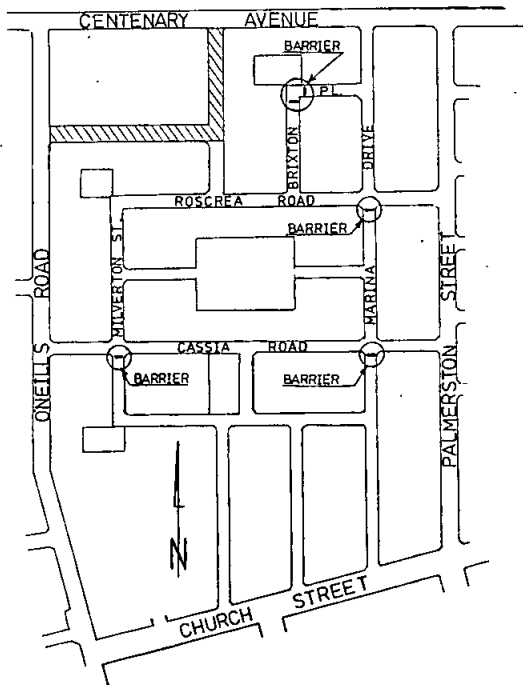 CENTENARY AVENUE
BARRIER
PL.
BRIXTON
DRIVE
ROSCREA ROAD
BARRIER
MILVERTON ST.
MARINA
STREET
ONEILLS ROAD
CASSIA ROAD
BARRIER
BARRIER
PALMERSTON
N
CHURCH STREET